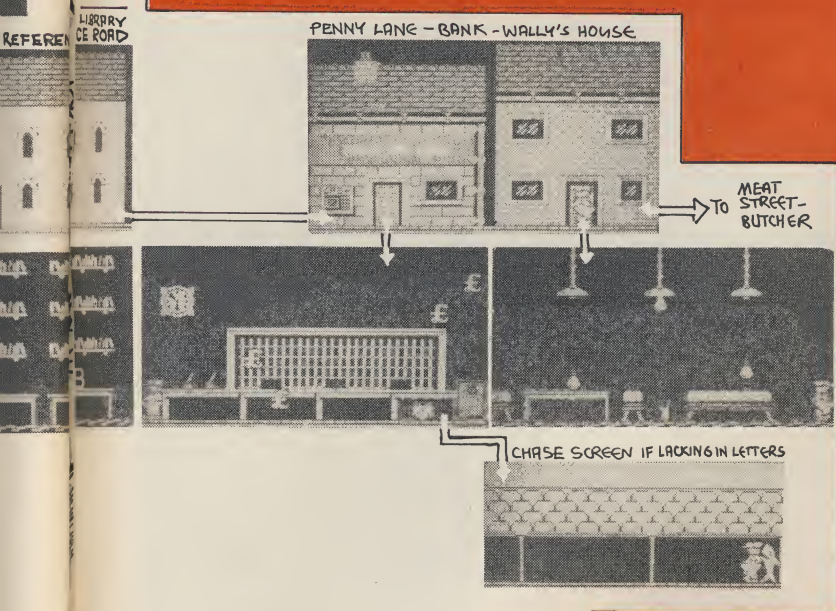 LIBRARY
REFEREN CE ROAD
PENNY LANE - BANK - WALLY'S HOUSE
TO MEAT
STREET-
BUTCHER
£
£
£
£
B
CHASE SCREEN IF LACKING IN LETTERS